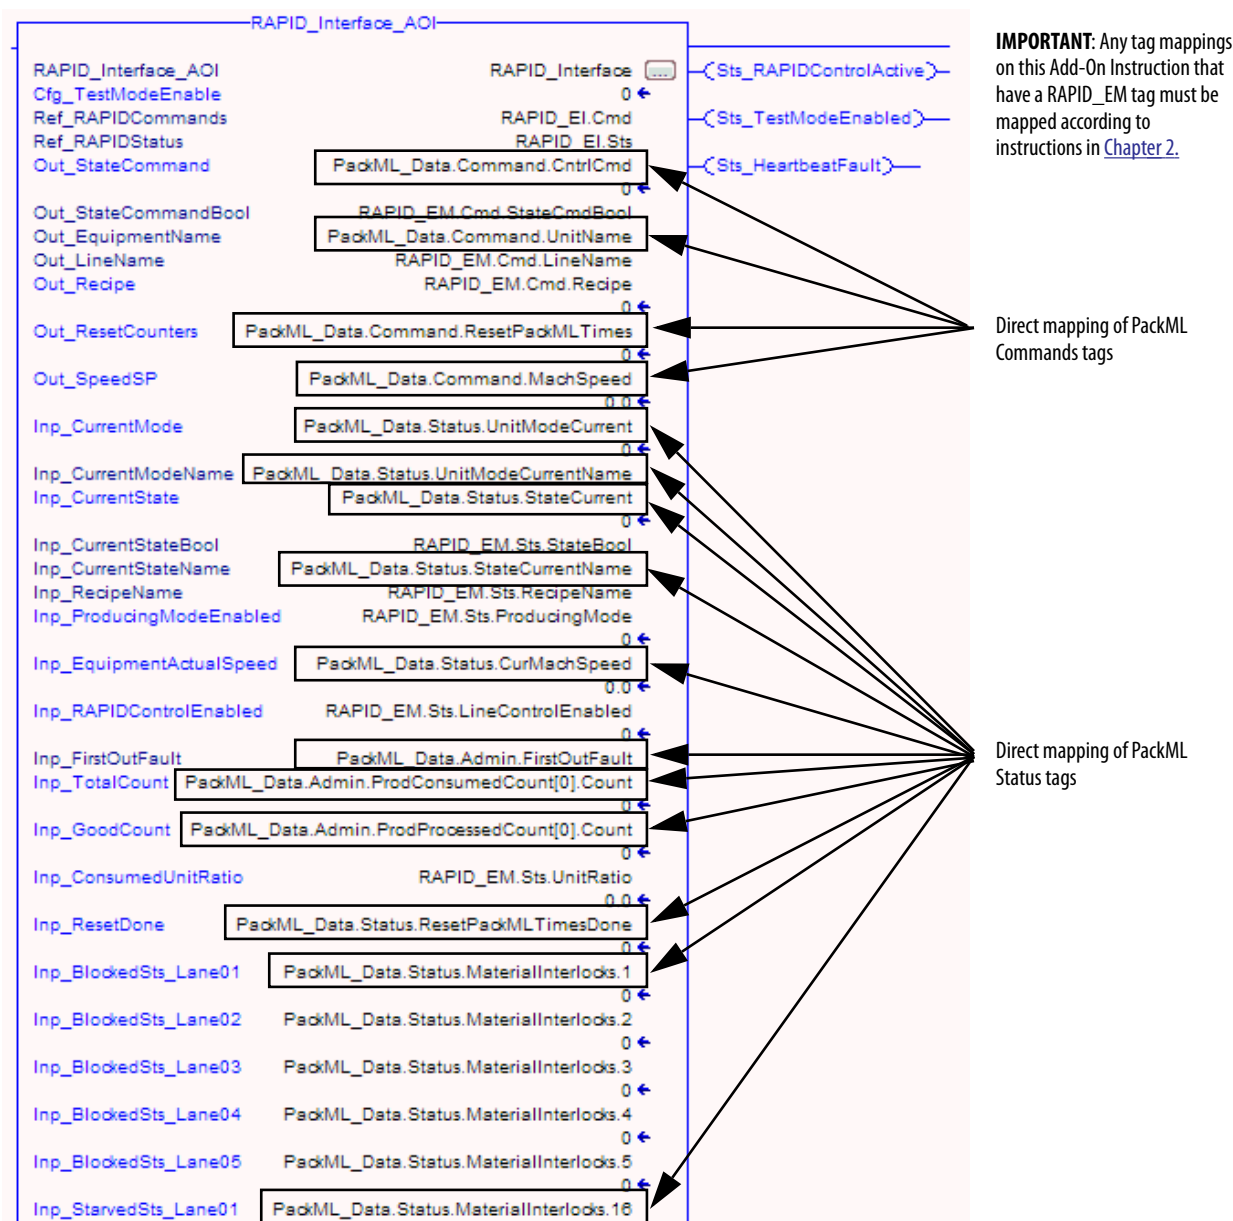 RAPID_Interface_AOI
RAPID_Interface_AOI RAPID_Interface ...
Cfg_TestModeEnable 0
Ref_RAPIDCommands RAPID_EI.Cmd
Ref_RAPIDStatus RAPID_EI.Sts
Out_StateCommand PackML_Data.Command.CntrlCmd
0
Out_StateCommandBool RAPID_EM.Cmd.StateCmdBool
Out_EquipmentName PackML_Data.Command.UnitName
Out_LineName RAPID_EM.Cmd.LineName
Out_Recipe RAPID_EM.Cmd.Recipe
0
Out_ResetCounters PackML_Data.Command.ResetPackMLTimes
0
Out_SpeedSP PackML_Data.Command.MachSpeed
0.0
Inp_CurrentMode PackML_Data.Status.UnitModeCurrent
0
Inp_CurrentModeName PackML_Data.Status.UnitModeCurrentName
Inp_CurrentState PackML_Data.Status.StateCurrent
0
Inp_CurrentStateBool RAPID_EM.Sts.StateBool
Inp_CurrentStateName PackML_Data.Status.StateCurrentName
Inp_RecipeName RAPID_EM.Sts.RecipeName
Inp_ProducingModeEnabled RAPID_EM.Sts.ProducingMode
0
Inp_EquipmentActualSpeed PackML_Data.Status.CurMachSpeed
0.0
Inp_RAPIDControlEnabled RAPID_EM.Sts.LineControlEnabled
0
Inp_FirstOutFault PackML_Data.Admin.FirstOutFault
Inp_TotalCount PackML_Data.Admin.ProdConsumedCount[0].Count
0
Inp_GoodCount PackML_Data.Admin.ProdProcessedCount[0].Count
0
Inp_ConsumedUnitRatio RAPID_EM.Sts.UnitRatio
0.0
Inp_ResetDone PackML_Data.Status.ResetPackMLTimesDone
0
Inp_BlockedSts_Lane01 PackML_Data.Status.MaterialInterlocks.1
0
Inp_BlockedSts_Lane02 PackML_Data.Status.MaterialInterlocks.2
0
Inp_BlockedSts_Lane03 PackML_Data.Status.MaterialInterlocks.3
0
Inp_BlockedSts_Lane04 PackML_Data.Status.MaterialInterlocks.4
0
Inp_BlockedSts_Lane05 PackML_Data.Status.MaterialInterlocks.5
0
Inp_StarvedSts_Lane01 PackML_Data.Status.MaterialInterlocks.16
Sts_RAPIDControlActive
Sts_TestModeEnabled
Sts_HeartbeatFault
IMPORTANT: Any tag mappings
on this Add-On Instruction that
have a RAPID_EM tag must be
mapped according to
instructions in Chapter 2.
Direct mapping of PackML
Commands tags
Direct mapping of PackML
Status tags